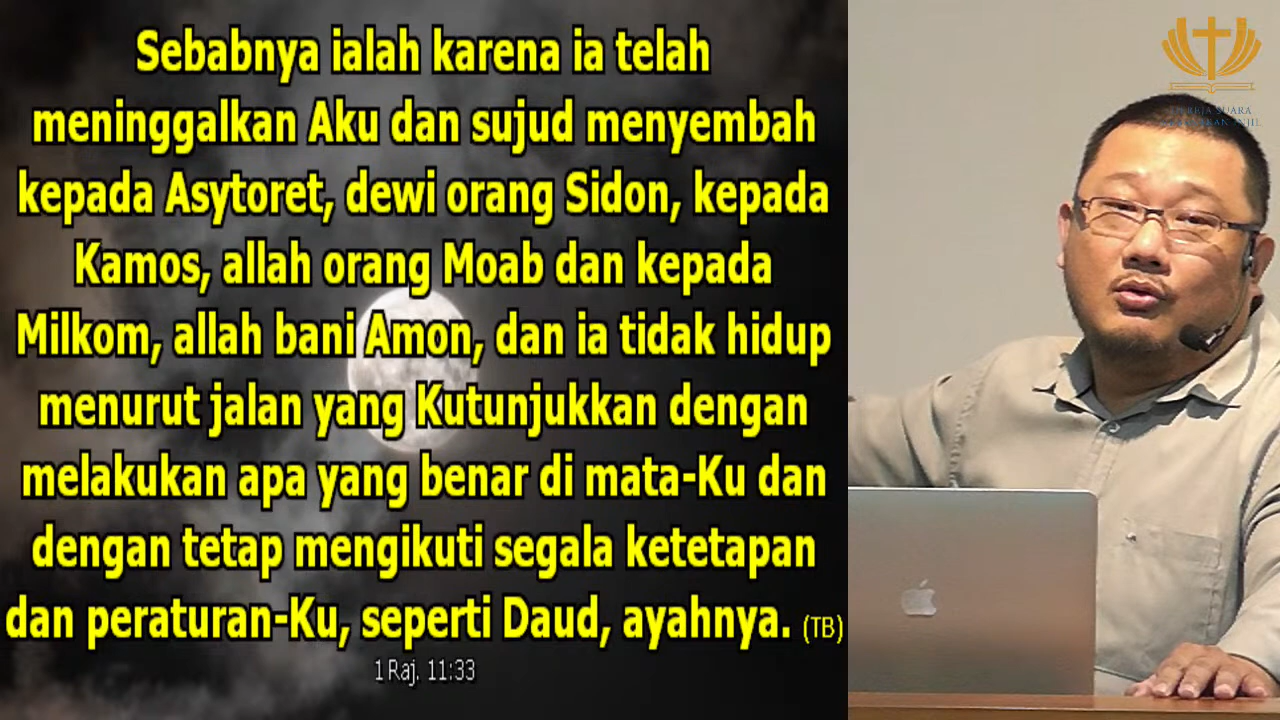 Sebabnya ialah karena ia telah
meninggalkan Aku dan sujud menyembah
kepada Asytoret, dewi orang Sidon, kepada
Kamos, allah orang Moab dan kepada
Milkom, allah bani Amon, dan ia tidak hidup
menurut jalan yang Kutunjukkan dengan
melakukan apa yang benar di mata-Ku dan
dengan tetap mengikuti segala ketetapan
dan peraturan-Ku, seperti Daud, ayahnya. (TB)
1 Raj. 11:33